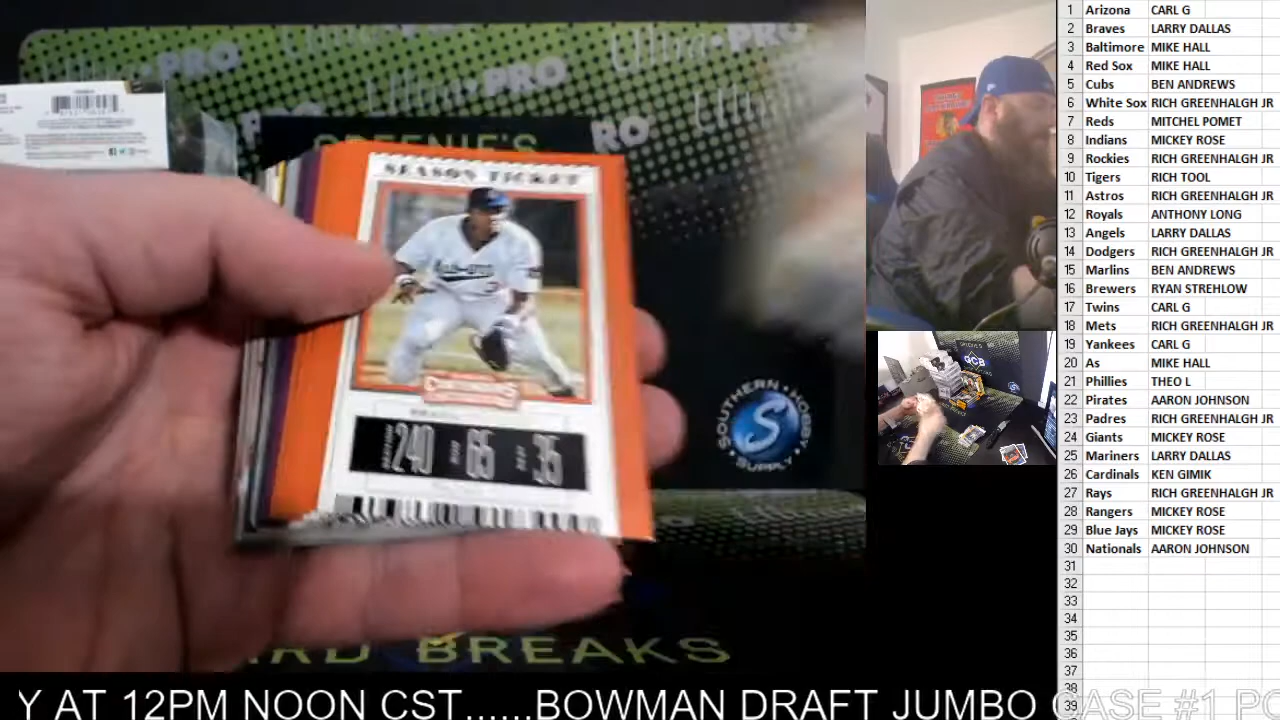 Ultra•PRO
GREENIE'S
RO
SEASON TICKET
CONTENDERS
240 65 35
SOUTHERN HOBBY
S
SUPPLY
GCB
BREAKS
1 Arizona CARL G
2 Braves LARRY DALLAS
3 Baltimore MIKE HALL
4 Red Sox MIKE HALL
5 Cubs BEN ANDREWS
6 White Sox RICH GREENHALGH JR
7 Reds MITCHEL POMET
8 Indians MICKEY ROSE
9 Rockies RICH GREENHALGH JR
10 Tigers RICH TOOL
11 Astros RICH GREENHALGH JR
12 Royals ANTHONY LONG
13 Angels LARRY DALLAS
14 Dodgers RICH GREENHALGH JR
15 Marlins BEN ANDREWS
16 Brewers RYAN STREHLOW
17 Twins CARL G
18 Mets RICH GREENHALGH JR
19 Yankees CARL G
20 As MIKE HALL
21 Phillies THEO L
22 Pirates AARON JOHNSON
23 Padres RICH GREENHALGH JR
24 Giants MICKEY ROSE
25 Mariners LARRY DALLAS
26 Cardinals KEN GIMIK
27 Rays RICH GREENHALGH JR
28 Rangers MICKEY ROSE
29 Blue Jays MICKEY ROSE
30 Nationals AARON JOHNSON
31
32
33
34
35
36
37
38
39
Y AT 12PM NOON CST......BOWMAN DRAFT JUMBO CASE #1 PO